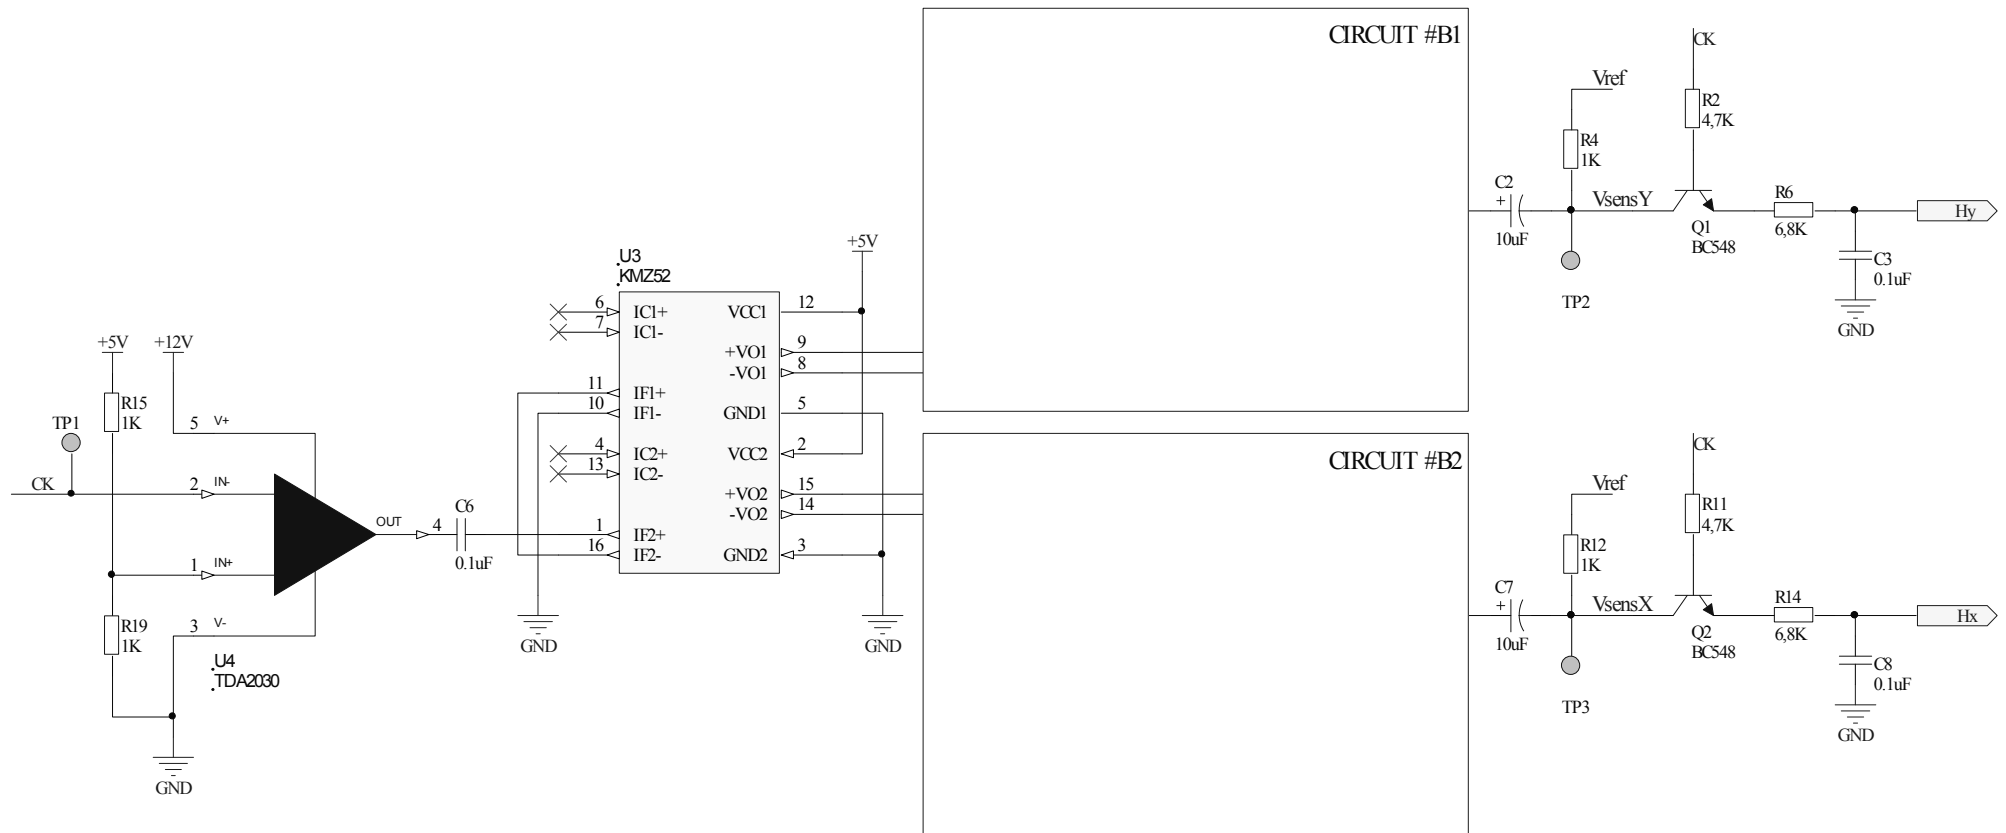 CIRCUIT #B1
CK
Vref
R2
4,7K
R4
1K
C2
+
10uF
VsensY
Q1
BC548
R6
6,8K
Hy
C3
0.1uF
GND
TP2
+5V
U3
KMZ52
6 IC1+ VCC1 12
7 IC1-
+VO1 9
-VO1 8
11 IF1+
10 IF1- GND1 5
4 IC2+ VCC2 2
13 IC2-
+VO2 15
-VO2 14
1 IF2+
16 IF2- GND2 3
GND
GND
+5V
+12V
R15
1K
TP1
5 V+
CK
2 IN-
OUT
4
C6
0.1uF
1 IN+
R19
1K
3 V-
U4
TDA2030
GND
CIRCUIT #B2
CK
Vref
R11
4,7K
R12
1K
C7
+
10uF
VsensX
Q2
BC548
R14
6,8K
Hx
C8
0.1uF
GND
TP3